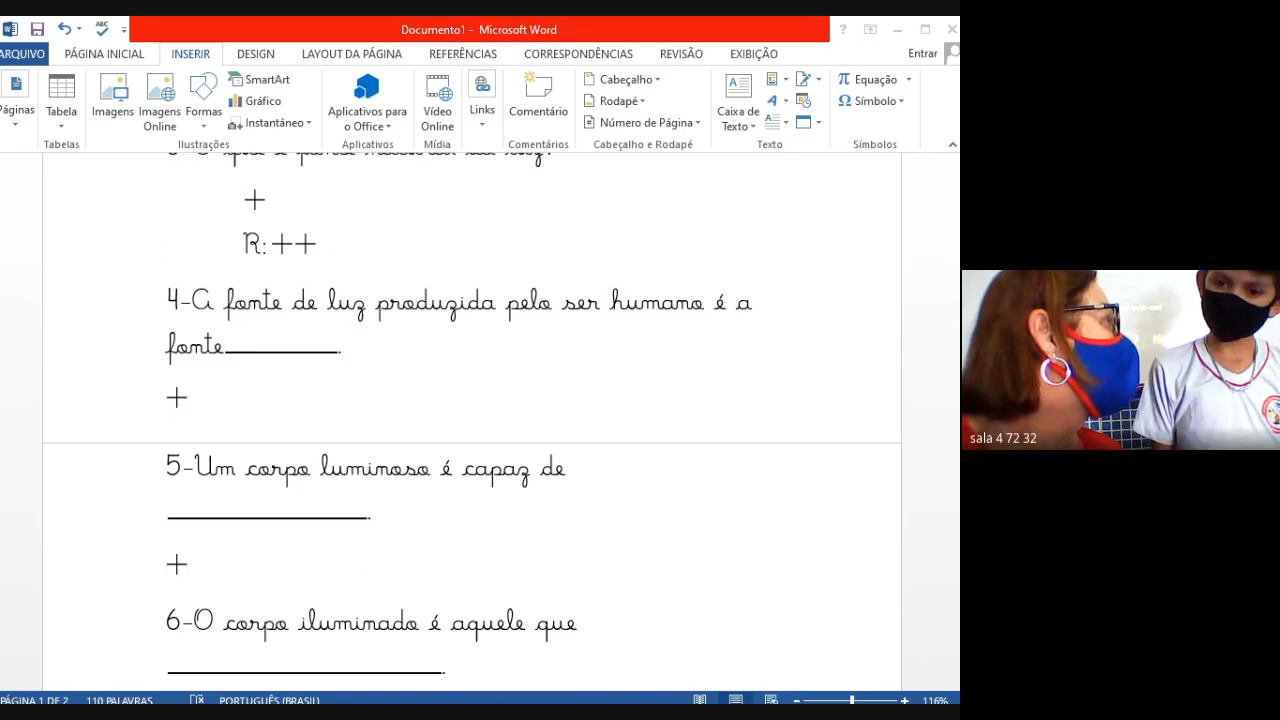 Documento1 - Microsoft Word
ARQUIVO PÁGINA INICIAL INSERIR DESIGN LAYOUT DA PÁGINA REFERÊNCIAS CORRESPONDÊNCIAS REVISÃO EXIBIÇÃO Entrar
Páginas Tabela Imagens Imagens Online Formas SmartArt Gráfico Instantâneo Aplicativos para o Office Vídeo Online Links Comentário Cabeçalho Rodapé Número de Página Caixa de Texto Equação Símbolo
Tabelas Ilustrações Aplicativos Mídia Comentários Cabeçalho e Rodapé Texto Símbolos
+
R: ++
4-A fonte de luz produzida pelo ser humano é a
fonte__________.
+
5-Um corpo luminoso é capaz de
__________________.
+
6-O corpo iluminado é aquele que
________________________.
sala 4 72 32
PÁGINA 1 DE 2 110 PALAVRAS PORTUGUÊS (BRASIL) 116%